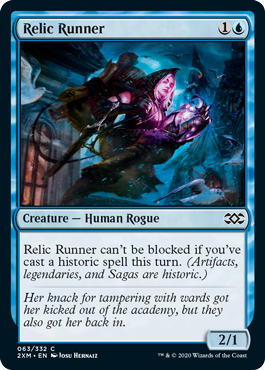 Relic Runner 1
Creature — Human Rogue
Relic Runner can't be blocked if you've
cast a historic spell this turn. (Artifacts,
legendaries, and Sagas are historic.)
Her knack for tampering with wards got
her kicked out of the academy, but they
also got her back in.
2/1
063/332 C
2XM • EN Josu Hernaiz
™ & © 2020 Wizards of the Coast